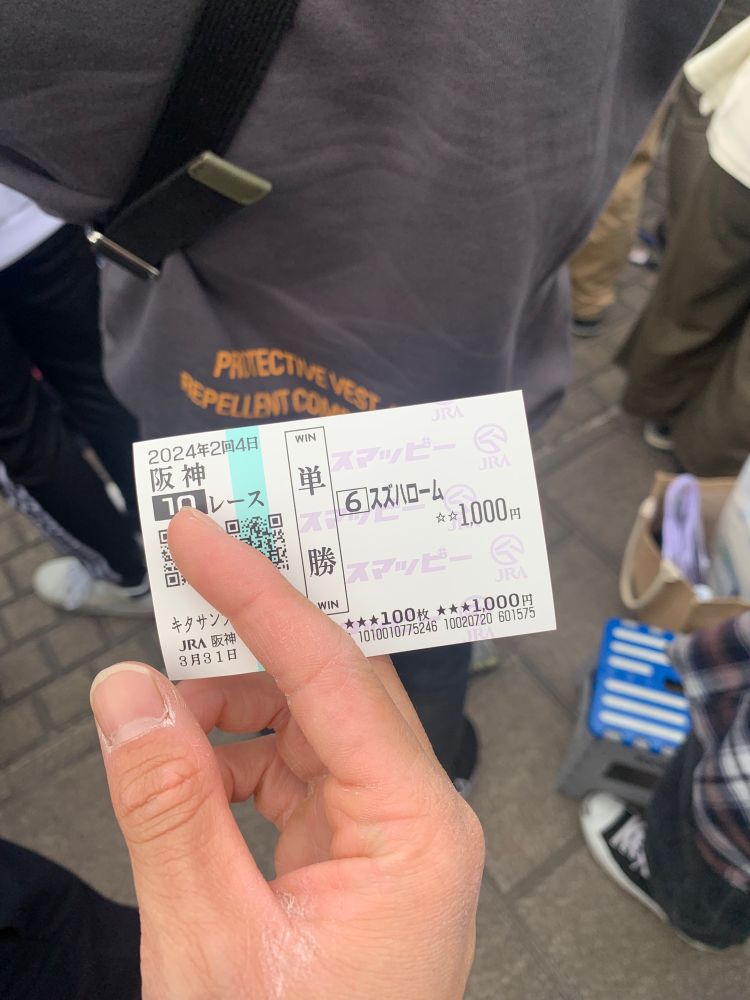 PROTECTIVE VEST
REPELLENT
2024年2回4日
阪神
10レース
WIN
単勝
WIN
6 スズハローム
☆☆1,000円
★★★100枚 ★★★1,000円
1010010775246 10020720 601575
キタサン
JRA 阪神
3月31日
JRA
スマッピー
JRA
スマッピー
スマッピー
JRA